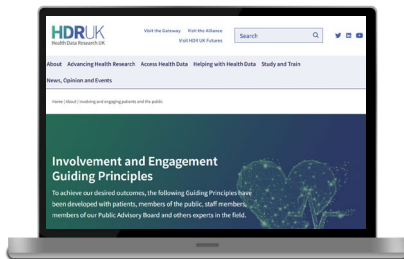 HDRUK
Health Data Research UK
Visit the Gateway Visit the Alliance
Visit HDR UK Futures
Search
About Advancing Health Research Access Health Data Helping with Health Data Study and Train
News, Opinion and Events
Home | About | Involving and engaging patients and the public
Involvement and Engagement
Guiding Principles
To achieve our desired outcomes, the following Guiding Principles have
been developed with patients, members of the public, staff members,
members of our Public Advisory Board and others experts in the field.